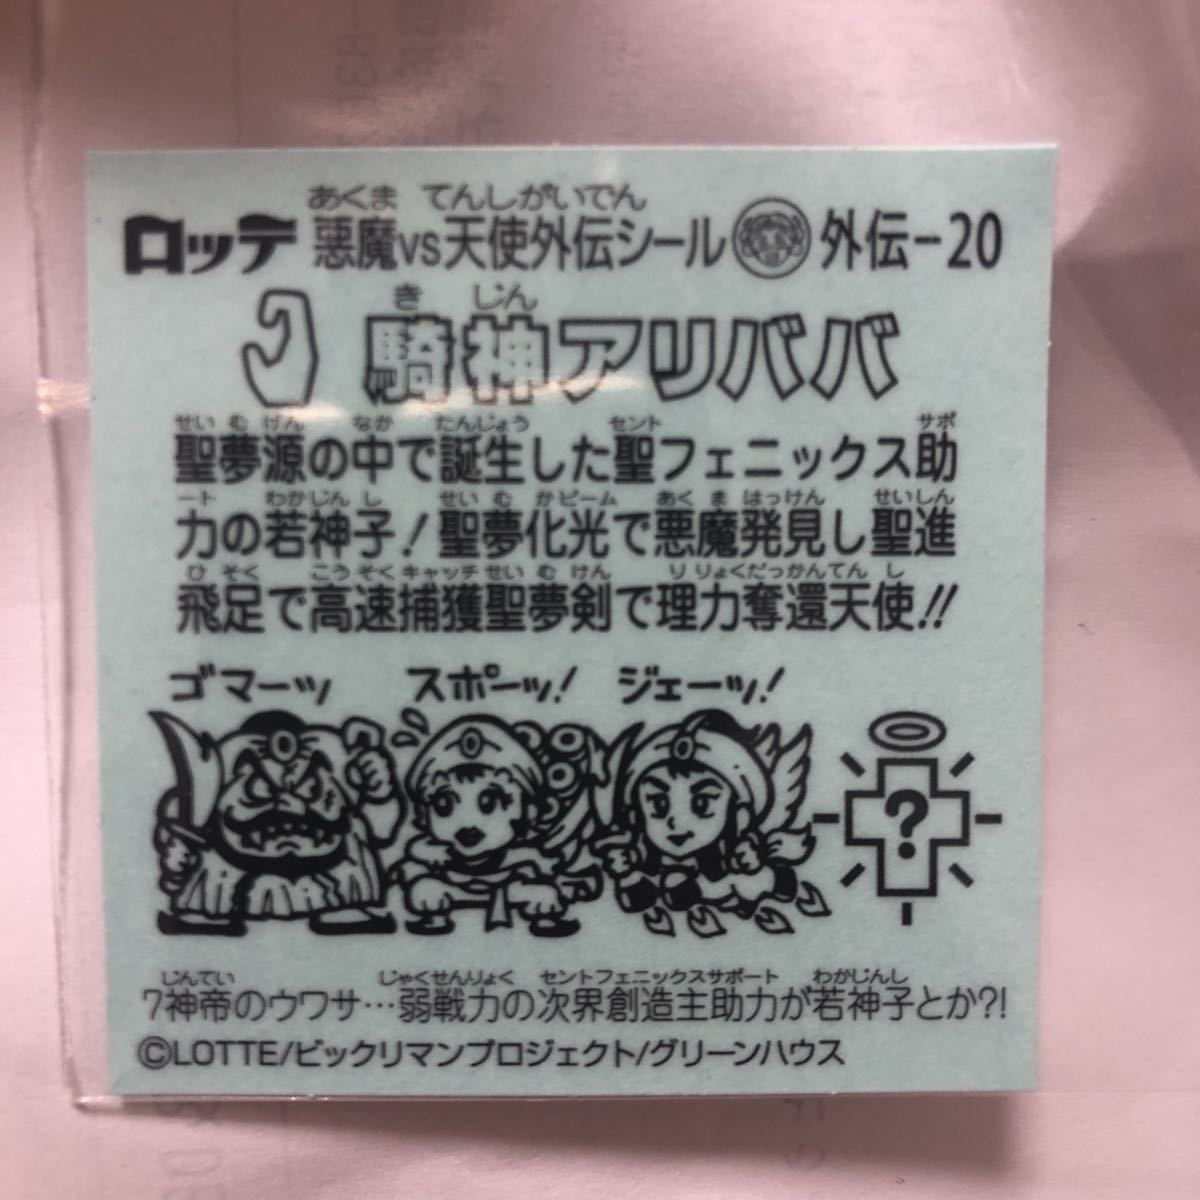 あくま てんしがいでん
ロッテ 悪魔VS天使外伝シール 外伝-20
き じん
騎神アリババ
せい む げん なか たんじょう セント サポ
聖夢源の中で誕生した聖フェニックス助
ート わかじん し せい む かビーム あく ま はっけん せいしん
力の若神子!聖夢化光で悪魔発見し聖進
ひ そく こう そくキャッチせい む けん り りょくだっかんてん し
飛足で高速捕獲聖夢剣で理力奪還天使!!
ゴマーッ スポーッ! ジェーッ!
?
じんてい じゃくせんりょく セントフェニックスサポート わかじんし
7神帝のウワサ…弱戦力の次界創造主助力が若神子とか?!
©LOTTE/ビックリマンプロジェクト/グリーンハウス